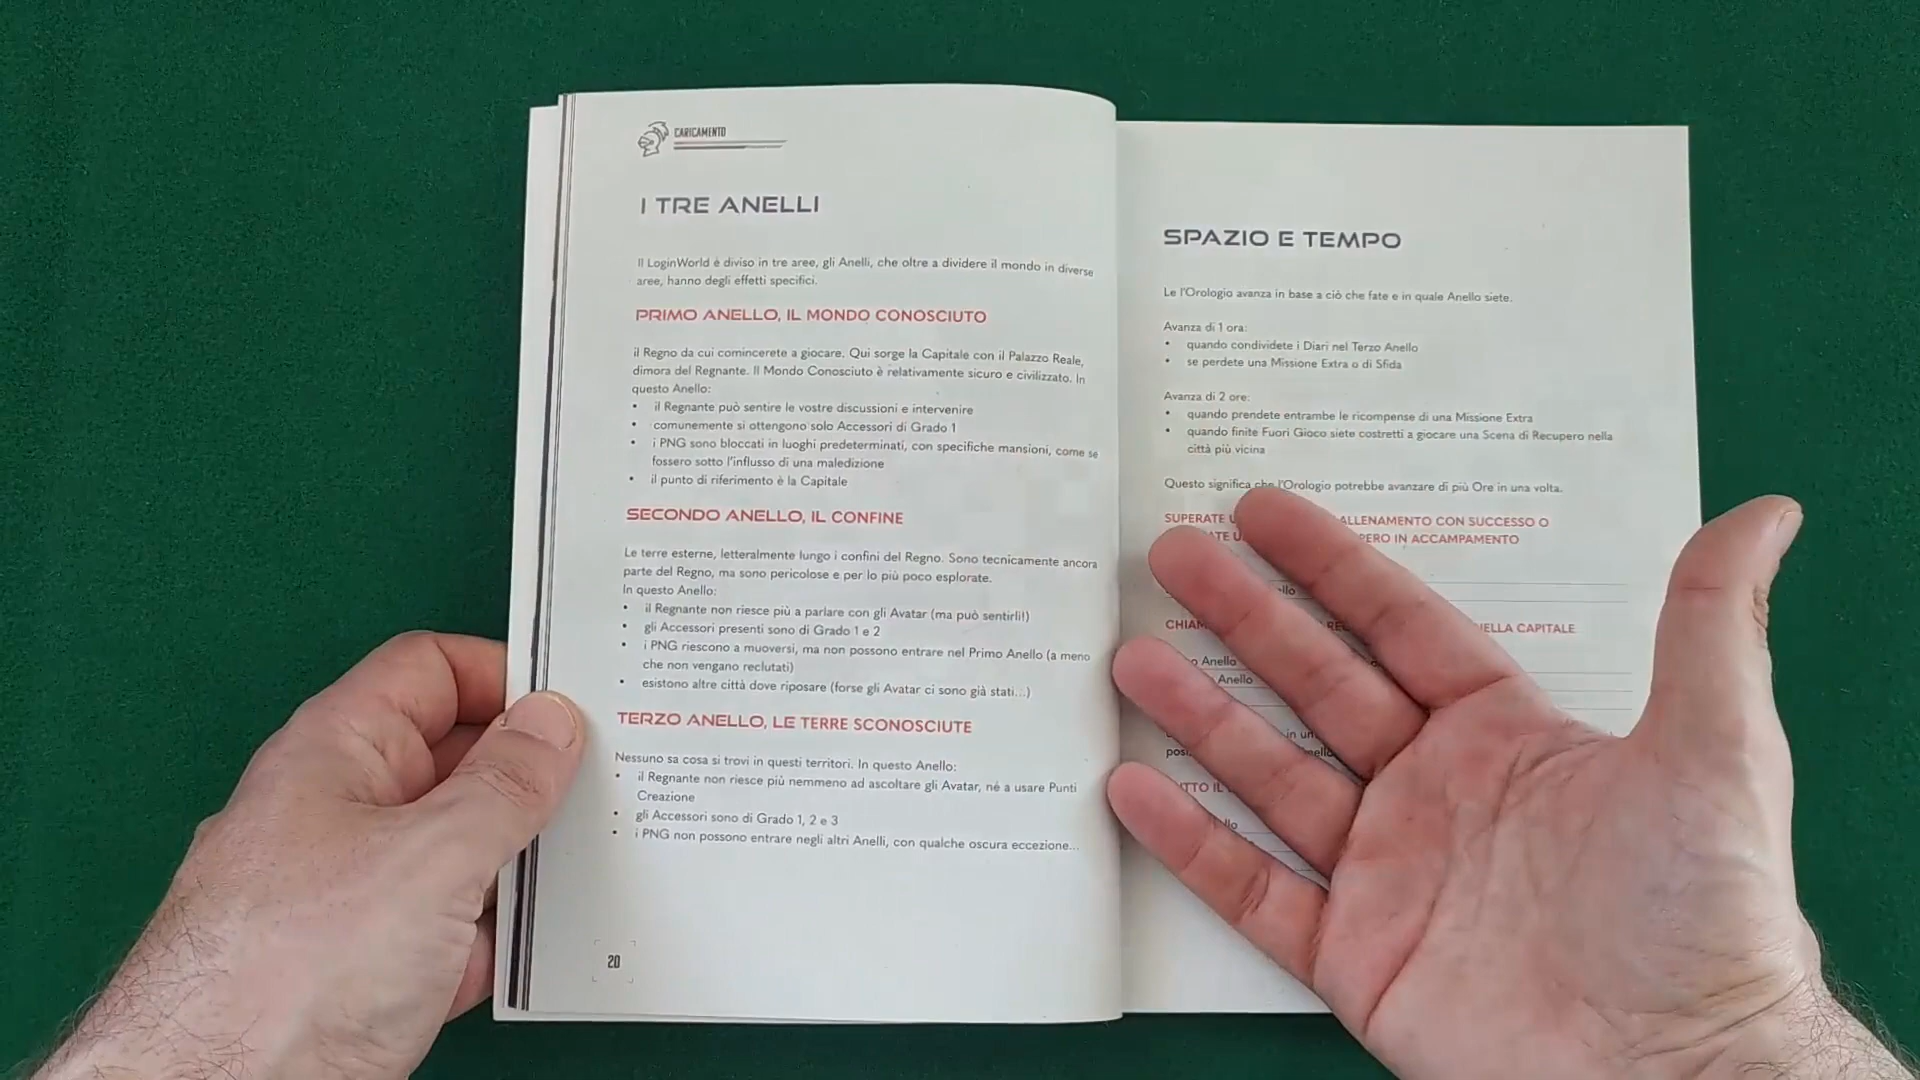 CARICAMENTO
I TRE ANELLI
Il LoginWorld è diviso in tre aree, gli Anelli, che oltre a dividere il mondo in diverse
aree, hanno degli effetti specifici.
PRIMO ANELLO, IL MONDO CONOSCIUTO
il Regno da cui comincerete a giocare. Qui sorge la Capitale con il Palazzo Reale,
dimora del Regnante. Il Mondo Conosciuto è relativamente sicuro e civilizzato. In
questo Anello:
• il Regnante può sentire le vostre discussioni e intervenire
• comunemente si ottengono solo Accessori di Grado 1
• i PNG sono bloccati in luoghi predeterminati, con specifiche mansioni, come se
fossero sotto l'influsso di una maledizione
• il punto di riferimento è la Capitale
SECONDO ANELLO, IL CONFINE
Le terre esterne, letteralmente lungo i confini del Regno. Sono tecnicamente ancora
parte del Regno, ma sono pericolose e per lo più poco esplorate.
In questo Anello:
• il Regnante non riesce più a parlare con gli Avatar (ma può sentirli!)
• gli Accessori presenti sono di Grado 1 e 2
• i PNG riescono a muoversi, ma non possono entrare nel Primo Anello (a meno
che non vengano reclutati)
• esistono altre città dove riposare (forse gli Avatar ci sono già stati...)
TERZO ANELLO, LE TERRE SCONOSCIUTE
Nessuno sa cosa si trovi in questi territori. In questo Anello:
• il Regnante non riesce più nemmeno ad ascoltare gli Avatar, né a usare Punti
Creazione
• gli Accessori sono di Grado 1, 2 e 3
• i PNG non possono entrare negli altri Anelli, con qualche oscura eccezione...
20
SPAZIO E TEMPO
Le l'Orologio avanza in base a ciò che fate e in quale Anello siete.
Avanza di 1 ora:
• quando condividete i Diari nel Terzo Anello
• se perdete una Missione Extra o di Sfida
Avanza di 2 ore:
• quando prendete entrambe le ricompense di una Missione Extra
• quando finite Fuori Gioco siete costretti a giocare una Scena di Recupero nella
città più vicina
Questo significa che l'Orologio potrebbe avanzare di più Ore in una volta.
SUPERATE ALLENAMENTO CON SUCCESSO O
IN ACCAMPAMENTO
CAPITALE
Anello
Anello
in